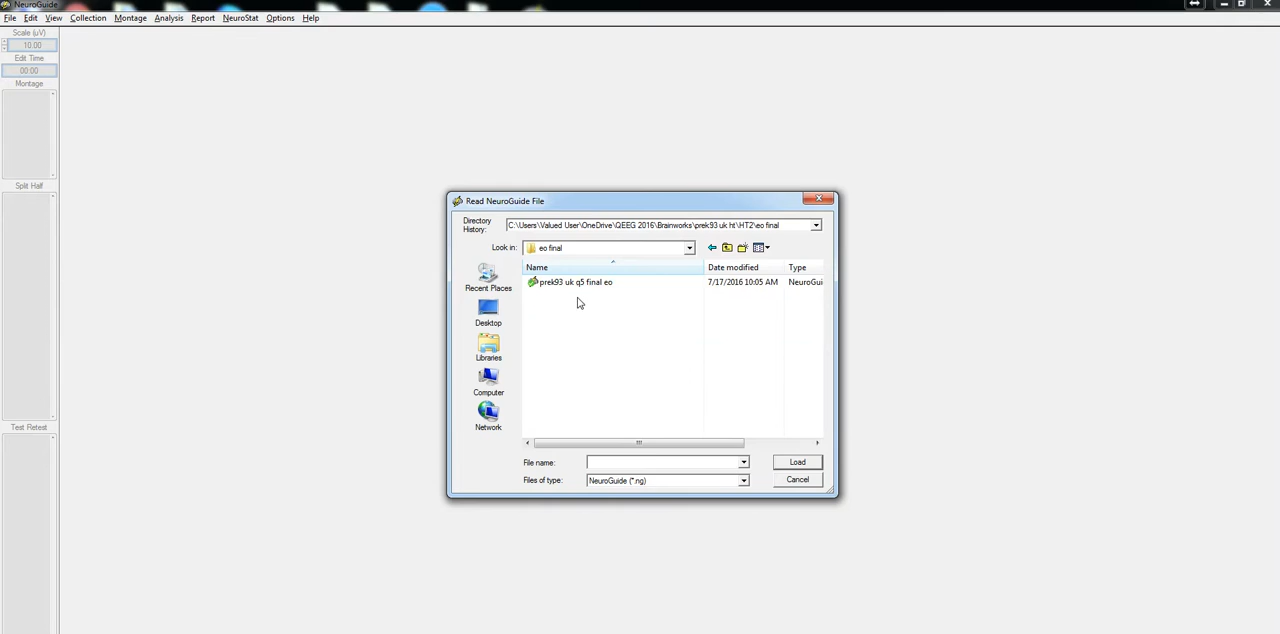 NeuroGuide
File Edit View Collection Montage Analysis Report NeuroStat Options Help
Scale (uV)
10.00
Edit Time
00:00
Montage
Split Half
Test Retest
Read NeuroGuide File
Directory History: C:\Users\Valued User\OneDrive\QEEG 2016\Brainworks\prek93 uk ht\HT2\eo final
Look in: eo final
Name Date modified Type
prek93 uk q5 final eo 7/17/2016 10:05 AM NeuroGui
Recent Places
Desktop
Libraries
Computer
Network
File name: Load
Files of type: NeuroGuide (*.ng) Cancel